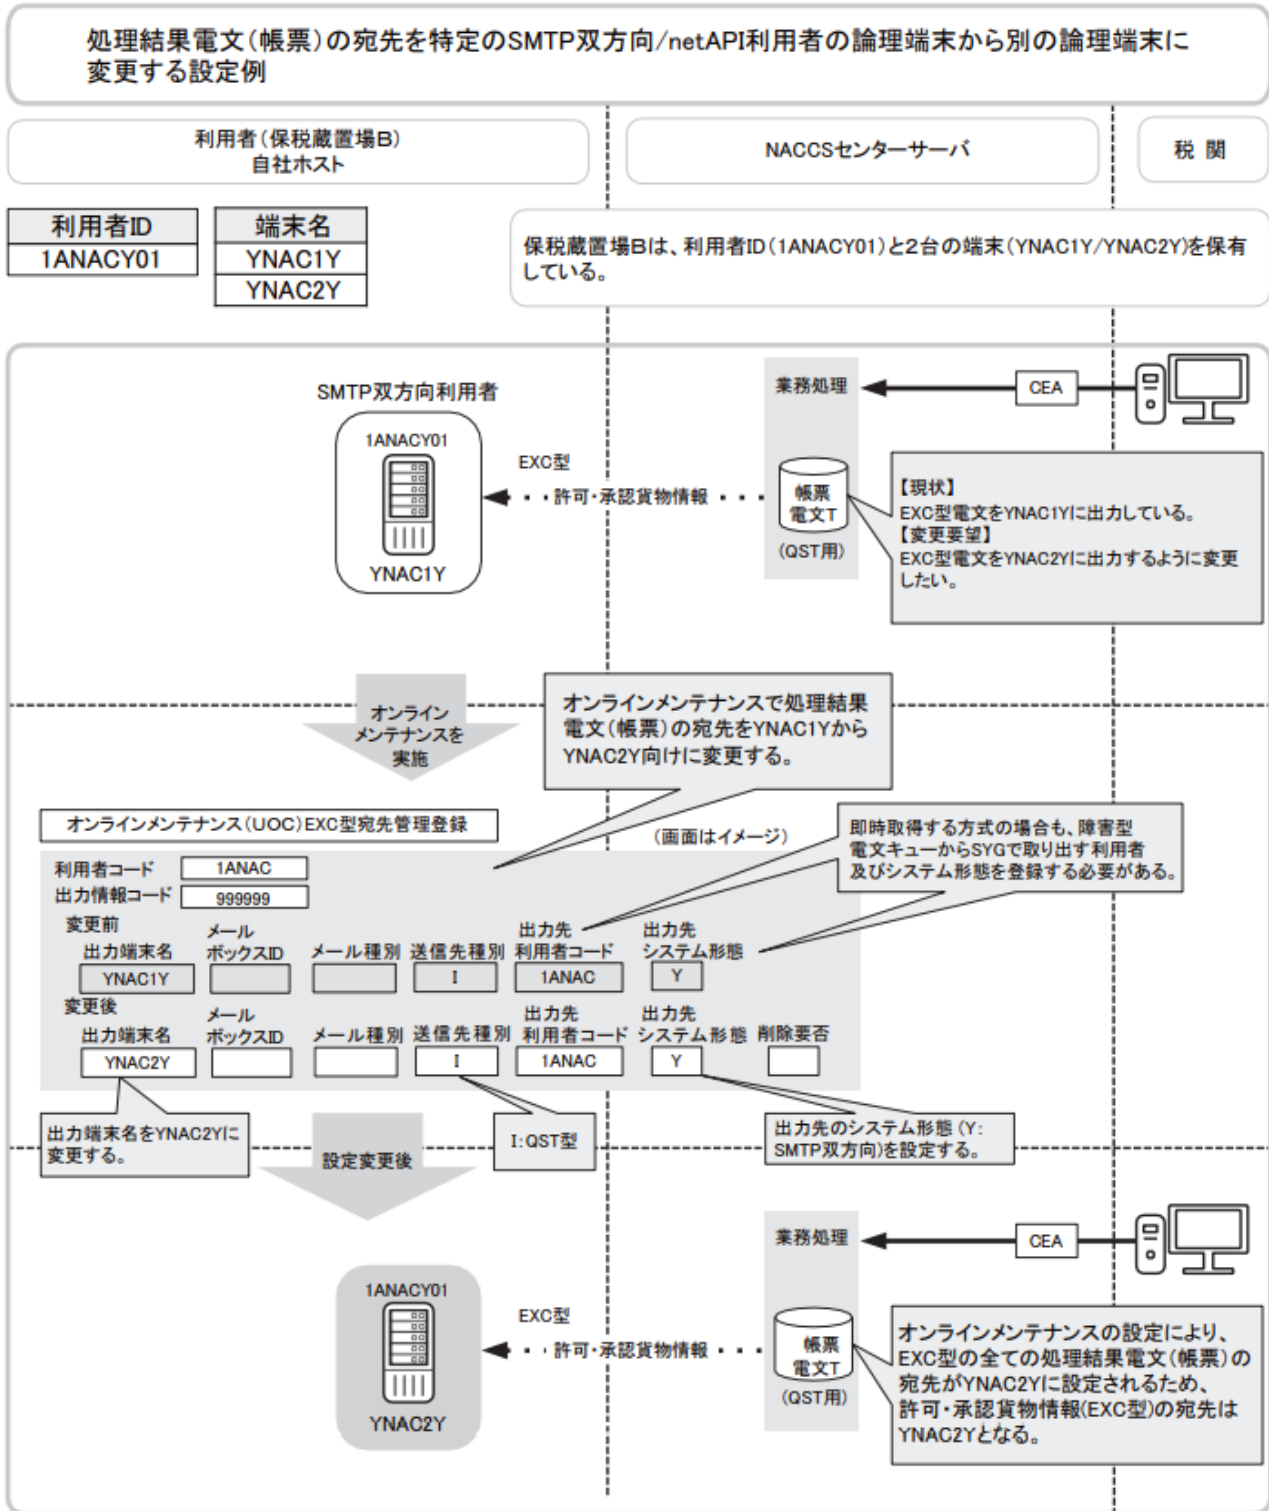 処理結果電文(帳票)の宛先を特定のSMTP双方向/netAPI利用者の論理端末から別の論理端末に
変更する設定例
利用者(保税蔵置場B)
自社ホスト
NACCSセンターサーバ
税 関
利用者ID
1ANACY01
端末名
YNAC1Y
YNAC2Y
保税蔵置場Bは、利用者ID(1ANACY01)と2台の端末(YNAC1Y/YNAC2Y)を保有
している。
SMTP双方向利用者
1ANACY01
YNAC1Y
EXC型
許可・承認貨物情報
業務処理
帳票
電文T
(QST用)
CEA
【現状】
EXC型電文をYNAC1Yに出力している。
【変更要望】
EXC型電文をYNAC2Yに出力するように変更
したい。
オンライン
メンテナンスを
実施
オンラインメンテナンスで処理結果
電文(帳票)の宛先をYNAC1Yから
YNAC2Y向けに変更する。
オンラインメンテナンス(UOC)EXC型宛先管理登録
(画面はイメージ)
即時取得する方式の場合も、障害型
電文キューからSYGで取り出す利用者
及びシステム形態を登録する必要がある。
利用者コード 1ANAC
出力情報コード 999999
変更前
出力端末名
メール
ボックスID
メール種別
送信先種別
出力先
利用者コード
出力先
システム形態
YNAC1Y I 1ANAC Y
変更後
出力端末名
メール
ボックスID
メール種別
送信先種別
出力先
利用者コード
出力先
システム形態
削除要否
YNAC2Y I 1ANAC Y
出力端末名をYNAC2Yに
変更する。
設定変更後
I:QST型
出力先のシステム形態(Y:
SMTP双方向)を設定する。
1ANACY01
YNAC2Y
EXC型
許可・承認貨物情報
業務処理
帳票
電文T
(QST用)
CEA
オンラインメンテナンスの設定により、
EXC型の全ての処理結果電文(帳票)の
宛先がYNAC2Yに設定されるため、
許可・承認貨物情報(EXC型)の宛先は
YNAC2Yとなる。